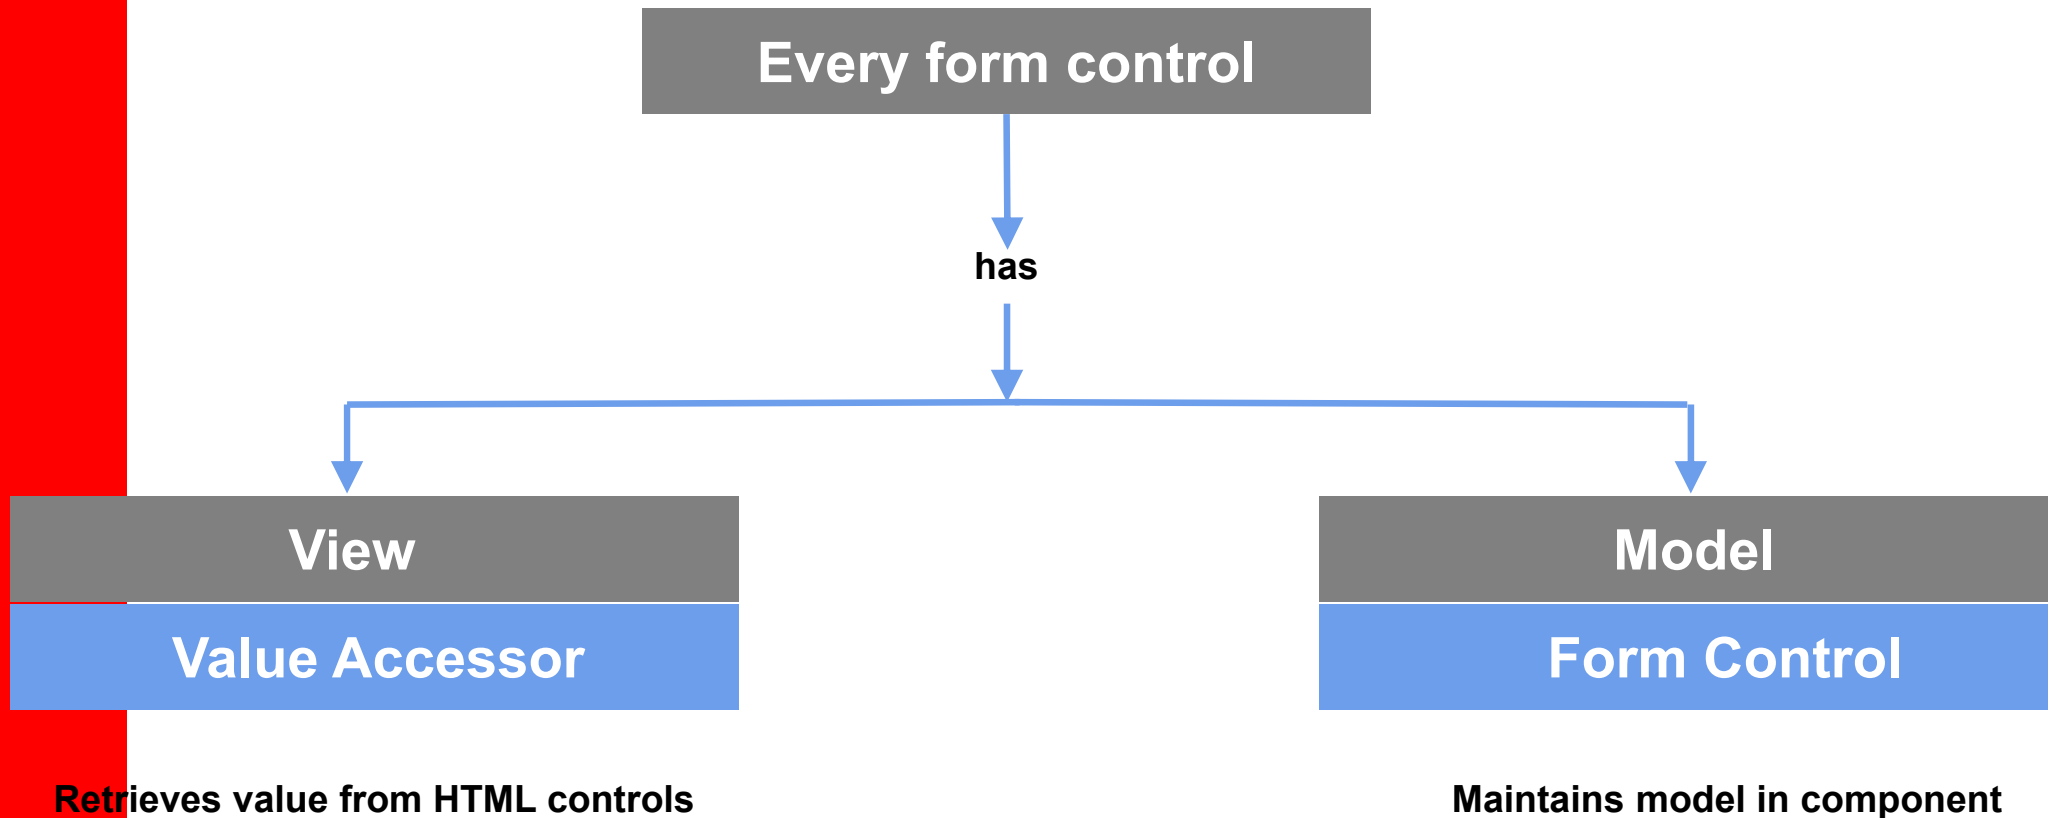 Every form control
has
View
Model
Value Accessor
Form Control
Retrieves value from HTML controls
Maintains model in component